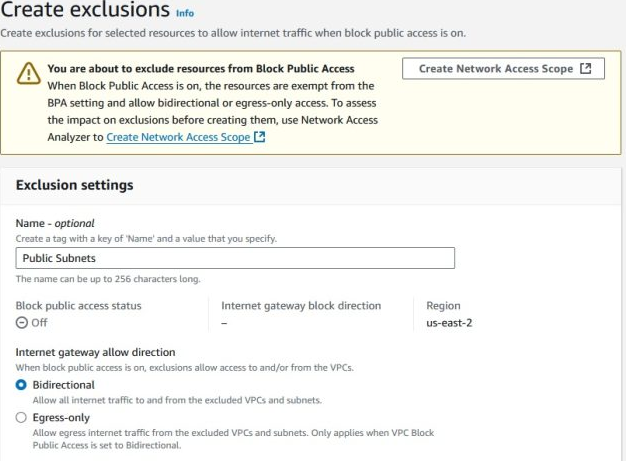 Create exclusions Info
Create exclusions for selected resources to allow internet traffic when block public access is on.
You are about to exclude resources from Block Public Access
Create Network Access Scope
When Block Public Access is on, the resources are exempt from the
BPA setting and allow bidirectional or egress-only access. To assess
the impact on exclusions before creating them, use Network Access
Analyzer to Create Network Access Scope
Exclusion settings
Name - optional
Create a tag with a key of 'Name' and a value that you specify.
Public Subnets
The name can be up to 256 characters long.
Block public access status
Internet gateway block direction
Region
Off
–
us-east-2
Internet gateway allow direction
When block public access is on, exclusions allow access to and/or from the VPCs.
Bidirectional
Allow all internet traffic to and from the excluded VPCs and subnets.
Egress-only
Allow egress internet traffic from the excluded VPCs and subnets. Only applies when VPC Block
Public Access is set to Bidirectional.